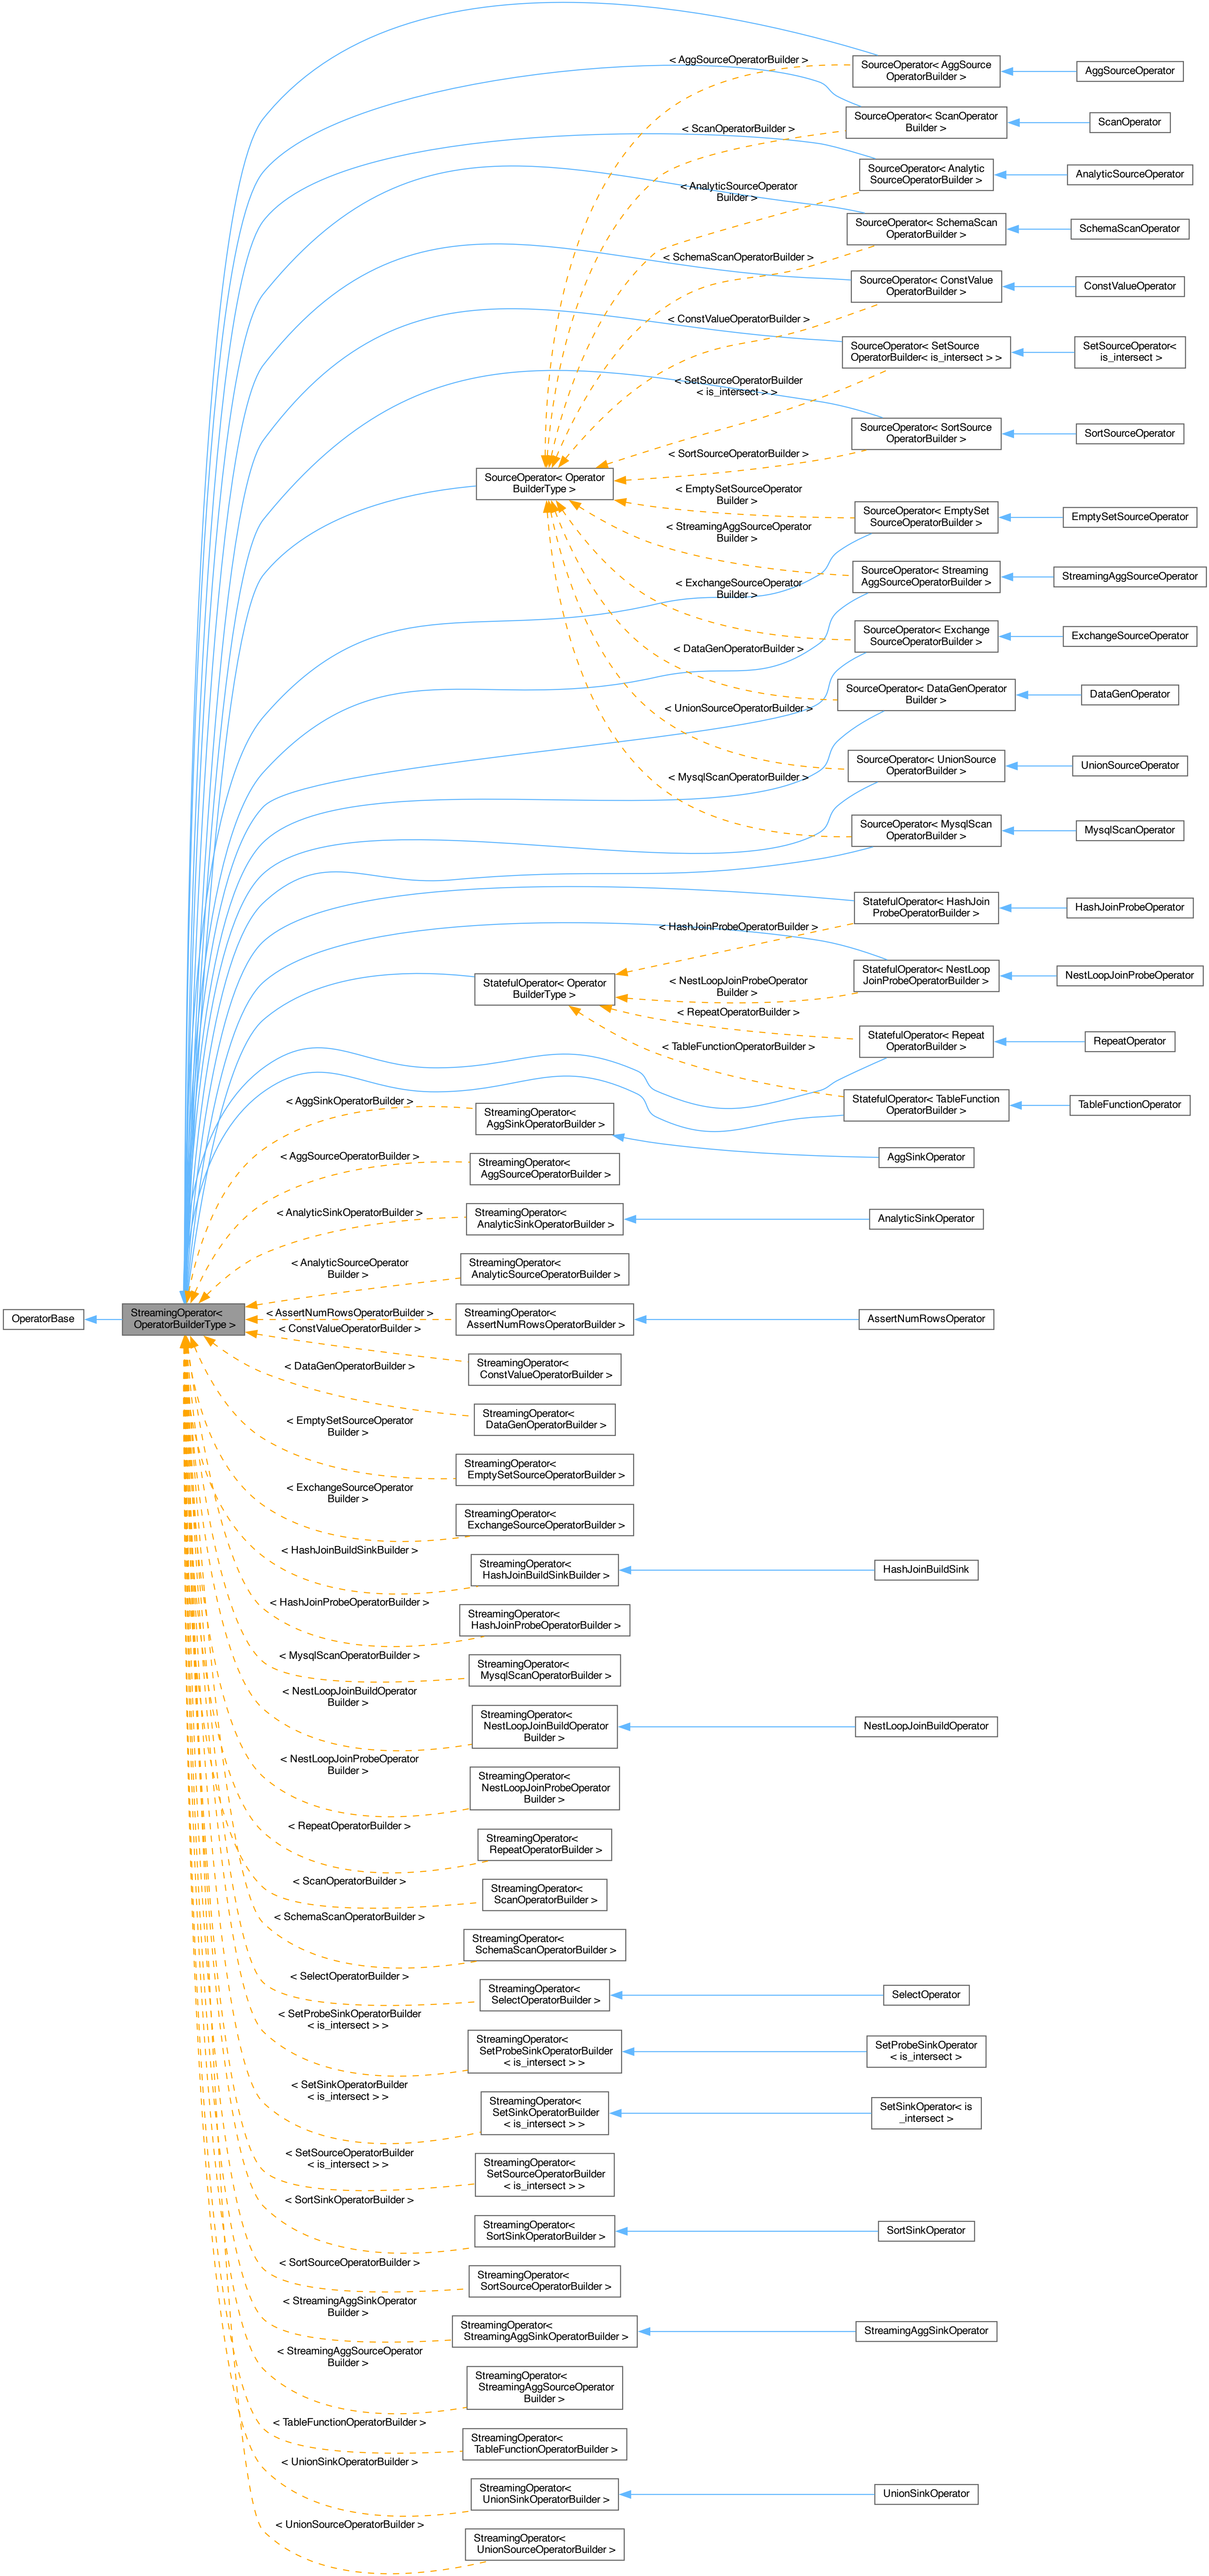 < AggSourceOperatorBuilder >
SourceOperator< AggSource
OperatorBuilder >
AggSourceOperator
< ScanOperatorBuilder >
SourceOperator< ScanOperator
Builder >
ScanOperator
< AnalyticSourceOperator
Builder >
SourceOperator< Analytic
SourceOperatorBuilder >
AnalyticSourceOperator
< SchemaScanOperatorBuilder >
SourceOperator< SchemaScan
OperatorBuilder >
SchemaScanOperator
< ConstValueOperatorBuilder >
SourceOperator< ConstValue
OperatorBuilder >
ConstValueOperator
< SetSourceOperatorBuilder
< is_intersect > >
SourceOperator< SetSource
OperatorBuilder< is_intersect > >
SetSourceOperator<
is_intersect >
< SortSourceOperatorBuilder >
SourceOperator< SortSource
OperatorBuilder >
SortSourceOperator
SourceOperator< Operator
BuilderType >
< EmptySetSourceOperator
Builder >
SourceOperator< EmptySet
SourceOperatorBuilder >
EmptySetSourceOperator
< StreamingAggSourceOperator
Builder >
SourceOperator< Streaming
AggSourceOperatorBuilder >
StreamingAggSourceOperator
< ExchangeSourceOperator
Builder >
SourceOperator< Exchange
SourceOperatorBuilder >
ExchangeSourceOperator
< DataGenOperatorBuilder >
SourceOperator< DataGenOperator
Builder >
DataGenOperator
< UnionSourceOperatorBuilder >
SourceOperator< UnionSource
OperatorBuilder >
UnionSourceOperator
< MysqlScanOperatorBuilder >
SourceOperator< MysqlScan
OperatorBuilder >
MysqlScanOperator
< HashJoinProbeOperatorBuilder >
StatefulOperator< HashJoin
ProbeOperatorBuilder >
HashJoinProbeOperator
StatefulOperator< Operator
BuilderType >
< NestLoopJoinProbeOperator
Builder >
StatefulOperator< NestLoop
JoinProbeOperatorBuilder >
NestLoopJoinProbeOperator
< RepeatOperatorBuilder >
StatefulOperator< Repeat
OperatorBuilder >
RepeatOperator
< TableFunctionOperatorBuilder >
StatefulOperator< TableFunction
OperatorBuilder >
TableFunctionOperator
< AggSinkOperatorBuilder >
StreamingOperator<
AggSinkOperatorBuilder >
AggSinkOperator
< AggSourceOperatorBuilder >
StreamingOperator<
AggSourceOperatorBuilder >
< AnalyticSinkOperatorBuilder >
StreamingOperator<
AnalyticSinkOperatorBuilder >
AnalyticSinkOperator
< AnalyticSourceOperator
Builder >
StreamingOperator<
AnalyticSourceOperatorBuilder >
OperatorBase
StreamingOperator<
OperatorBuilderType >
< AssertNumRowsOperatorBuilder >
StreamingOperator<
AssertNumRowsOperatorBuilder >
AssertNumRowsOperator
< ConstValueOperatorBuilder >
StreamingOperator<
ConstValueOperatorBuilder >
< DataGenOperatorBuilder >
StreamingOperator<
DataGenOperatorBuilder >
< EmptySetSourceOperator
Builder >
StreamingOperator<
EmptySetSourceOperatorBuilder >
< ExchangeSourceOperator
Builder >
StreamingOperator<
ExchangeSourceOperatorBuilder >
< HashJoinBuildSinkBuilder >
StreamingOperator<
HashJoinBuildSinkBuilder >
HashJoinBuildSink
< HashJoinProbeOperatorBuilder >
StreamingOperator<
HashJoinProbeOperatorBuilder >
< MysqlScanOperatorBuilder >
StreamingOperator<
MysqlScanOperatorBuilder >
< NestLoopJoinBuildOperator
Builder >
StreamingOperator<
NestLoopJoinBuildOperator
Builder >
NestLoopJoinBuildOperator
< NestLoopJoinProbeOperator
Builder >
StreamingOperator<
NestLoopJoinProbeOperator
Builder >
< RepeatOperatorBuilder >
StreamingOperator<
RepeatOperatorBuilder >
< ScanOperatorBuilder >
StreamingOperator<
ScanOperatorBuilder >
< SchemaScanOperatorBuilder >
StreamingOperator<
SchemaScanOperatorBuilder >
< SelectOperatorBuilder >
StreamingOperator<
SelectOperatorBuilder >
SelectOperator
< SetProbeSinkOperatorBuilder
< is_intersect > >
StreamingOperator<
SetProbeSinkOperatorBuilder
< is_intersect > >
SetProbeSinkOperator
< is_intersect >
< SetSinkOperatorBuilder
< is_intersect > >
StreamingOperator<
SetSinkOperatorBuilder
< is_intersect > >
SetSinkOperator< is
_intersect >
< SetSourceOperatorBuilder
< is_intersect > >
StreamingOperator<
SetSourceOperatorBuilder
< is_intersect > >
< SortSinkOperatorBuilder >
StreamingOperator<
SortSinkOperatorBuilder >
SortSinkOperator
< SortSourceOperatorBuilder >
StreamingOperator<
SortSourceOperatorBuilder >
< StreamingAggSinkOperator
Builder >
StreamingOperator<
StreamingAggSinkOperatorBuilder >
StreamingAggSinkOperator
< StreamingAggSourceOperator
Builder >
StreamingOperator<
StreamingAggSourceOperator
Builder >
< TableFunctionOperatorBuilder >
StreamingOperator<
TableFunctionOperatorBuilder >
< UnionSinkOperatorBuilder >
StreamingOperator<
UnionSinkOperatorBuilder >
UnionSinkOperator
< UnionSourceOperatorBuilder >
StreamingOperator<
UnionSourceOperatorBuilder >